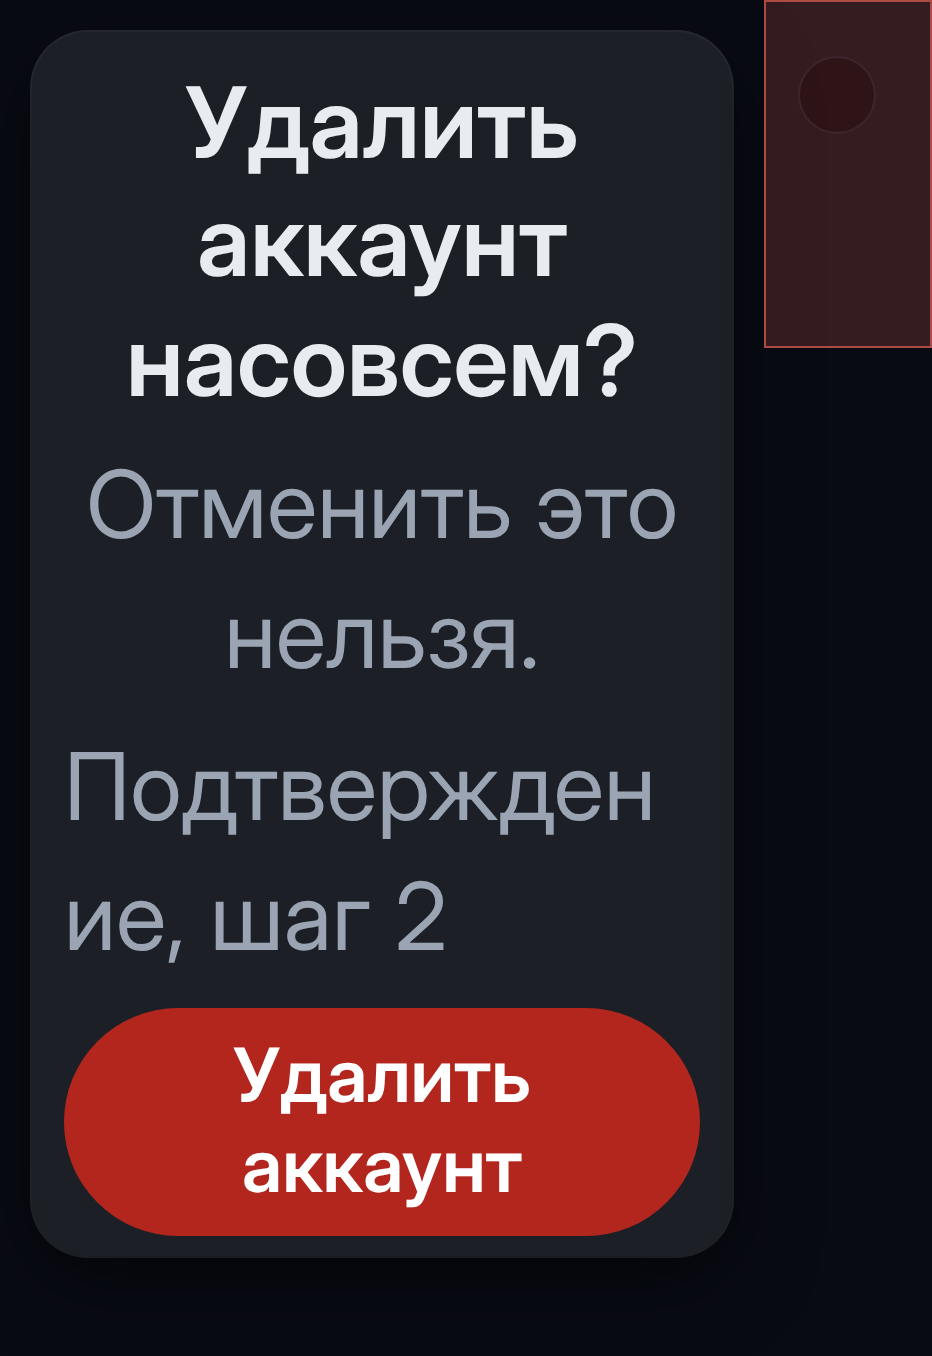 Удалить
аккаунт
насовсем?
Отменить это
нельзя.
Подтвержден
ие, шаг 2
Удалить
аккаунт